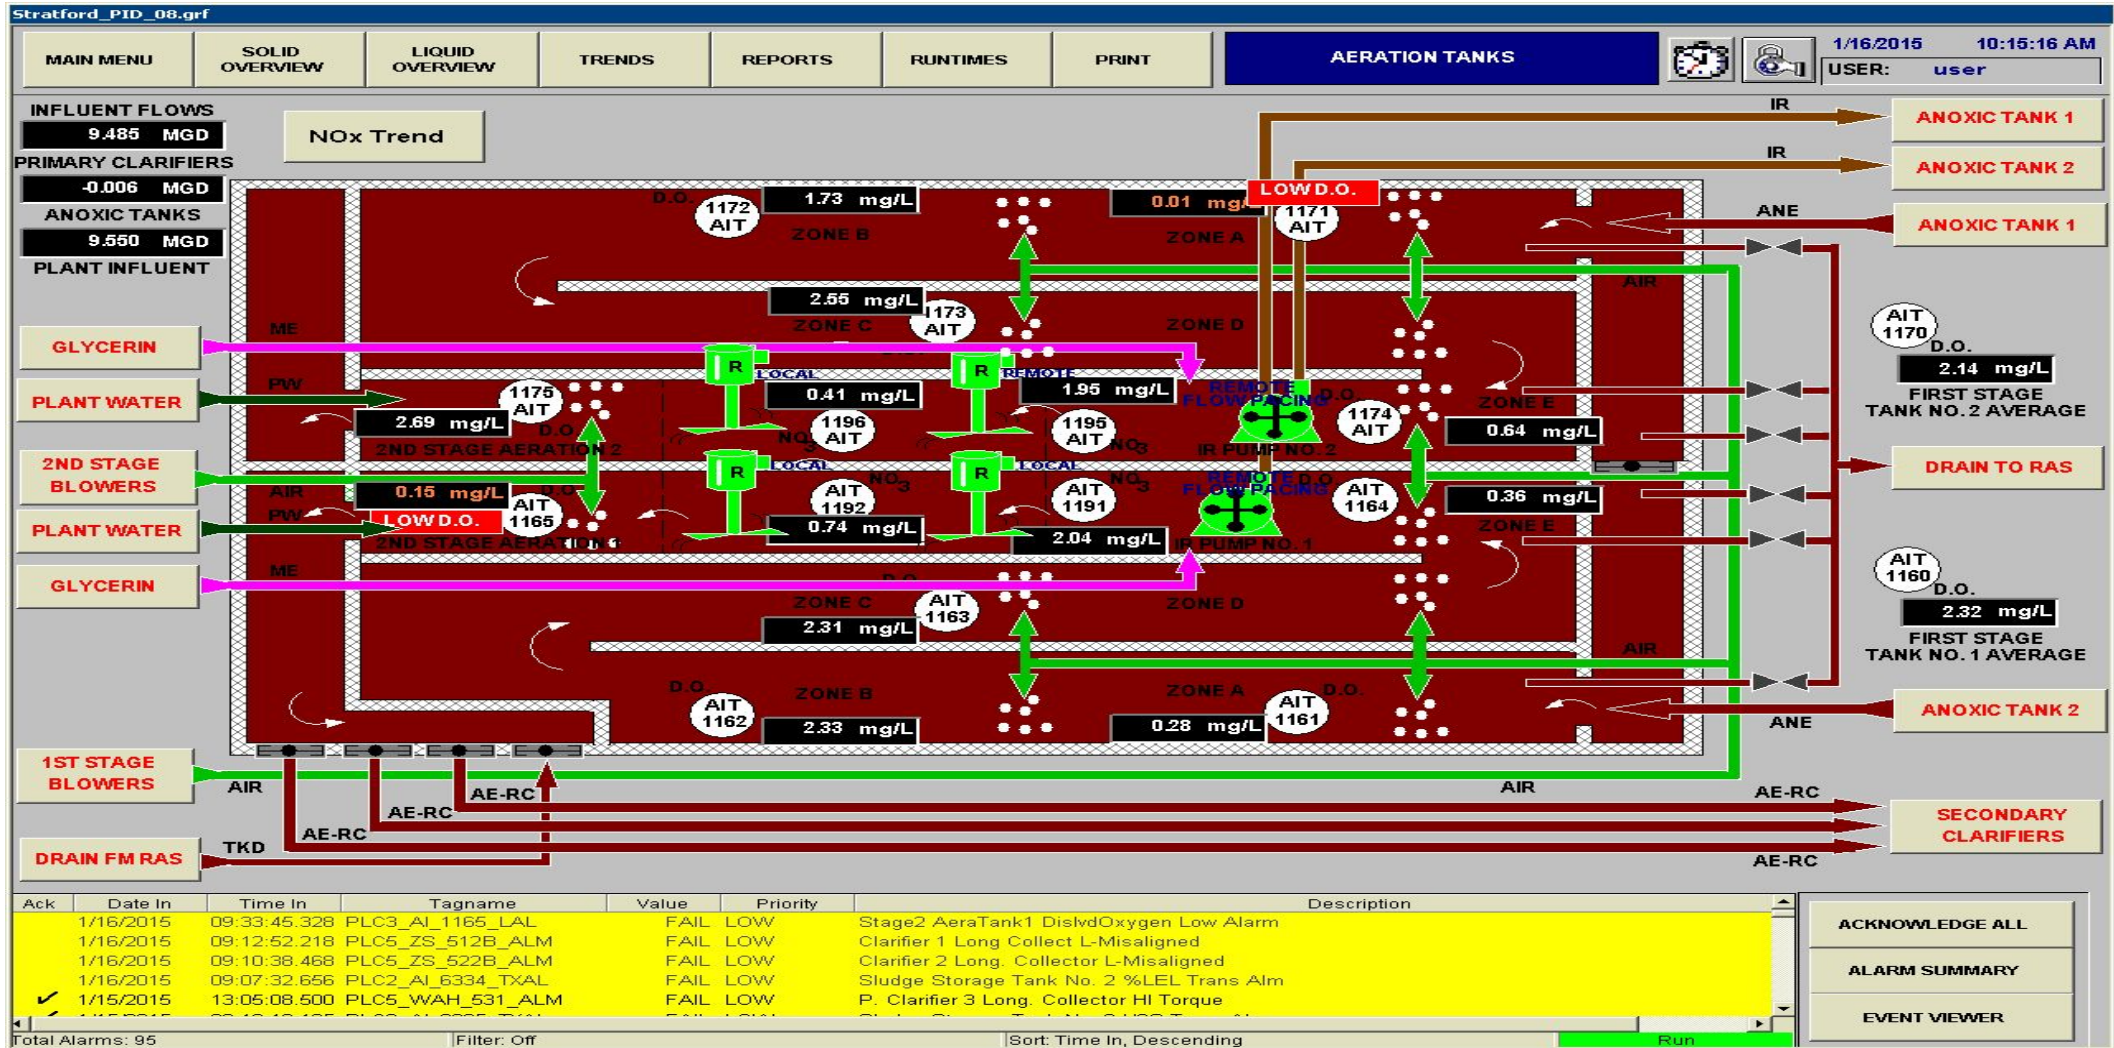 Stratford_PID_08.grf
MAIN MENU
SOLID
OVERVIEW
LIQUID
OVERVIEW
TRENDS
REPORTS
RUNTIMES
PRINT
AERATION TANKS
1/16/2015 10:15:16 AM
USER: user
INFLUENT FLOWS
9.485 MGD
PRIMARY CLARIFIERS
-0.006 MGD
ANOXIC TANKS
9.550 MGD
PLANT INFLUENT
NOx Trend
IR
ANOXIC TANK 1
IR
ANOXIC TANK 2
ANE
ANOXIC TANK 1
D.O.
1172
AIT
1.73 mg/L
ZONE B
0.01 mg/
LOW D.O.
1171
AIT
ZONE A
AIR
2.55 mg/L
1173
AIT
ZONE C
ZONE D
ME
GLYCERIN
AIT
1170
D.O.
2.14 mg/L
FIRST STAGE
TANK NO. 2 AVERAGE
PW
PLANT WATER
1175
AIT
2.69 mg/L
D.O.
2ND STAGE AERATION 2
R
LOCAL
0.41 mg/L
1196
AIT
NO3
R
REMOTE
1.95 mg/L
1195
AIT
NO3
REMOTE
FLOW PACING
IR PUMP NO. 2
D.O.
1174
AIT
ZONE E
0.64 mg/L
2ND STAGE
BLOWERS
AIR
0.15 mg/L
D.O.
LOW D.O.
AIT
1165
2ND STAGE AERATION 1
PW
PLANT WATER
R
LOCAL
NO3
AIT
1192
0.74 mg/L
R
LOCAL
AIT
1191
NO3
2.04 mg/L
REMOTE
FLOW PACING
IR PUMP NO. 1
D.O.
AIT
1164
0.36 mg/L
ZONE E
DRAIN TO RAS
ME
GLYCERIN
D.O.
ZONE C
AIT
1163
2.31 mg/L
ZONE D
AIT
1160
D.O.
2.32 mg/L
FIRST STAGE
TANK NO. 1 AVERAGE
AIR
D.O.
AIT
1162
ZONE B
2.33 mg/L
ZONE A
0.28 mg/L
AIT
1161
D.O.
ANE
ANOXIC TANK 2
1ST STAGE
BLOWERS
AIR
AE-RC
AE-RC
AE-RC
AIR
AE-RC
SECONDARY
CLARIFIERS
AE-RC
DRAIN FM RAS
TKD
Ack Date In Time In Tagname Value Priority Description
1/16/2015 09:33:45.328 PLC3_AI_1165_LAL FAIL LOW Stage2 AeraTank1 DislvdOxygen Low Alarm
1/16/2015 09:12:52.218 PLC5_ZS_512B_ALM FAIL LOW Clarifier 1 Long Collect L-Misaligned
1/16/2015 09:10:38.468 PLC5_ZS_522B_ALM FAIL LOW Clarifier 2 Long. Collector L-Misaligned
1/16/2015 09:07:32.656 PLC2_AI_6334_TXAL FAIL LOW Sludge Storage Tank No. 2 %LEL Trans Alm
1/15/2015 13:05:08.500 PLC5_WAH_531_ALM FAIL LOW P. Clarifier 3 Long. Collector HI Torque
Total Alarms: 95
Filter: Off
Sort: Time In, Descending
Run
ACKNOWLEDGE ALL
ALARM SUMMARY
EVENT VIEWER